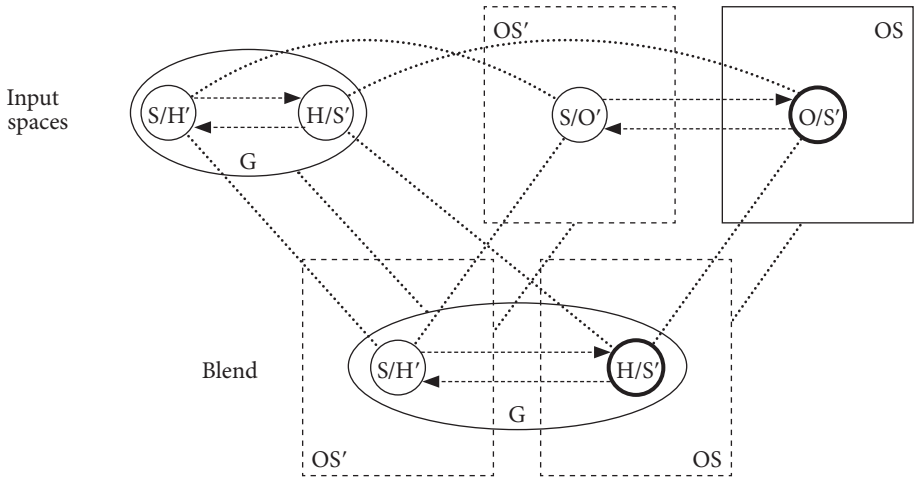 OS′
OS
Input
spaces
S/H′
H/S′
S/O′
O/S′
G
Blend
S/H′
H/S′
G
OS′
OS